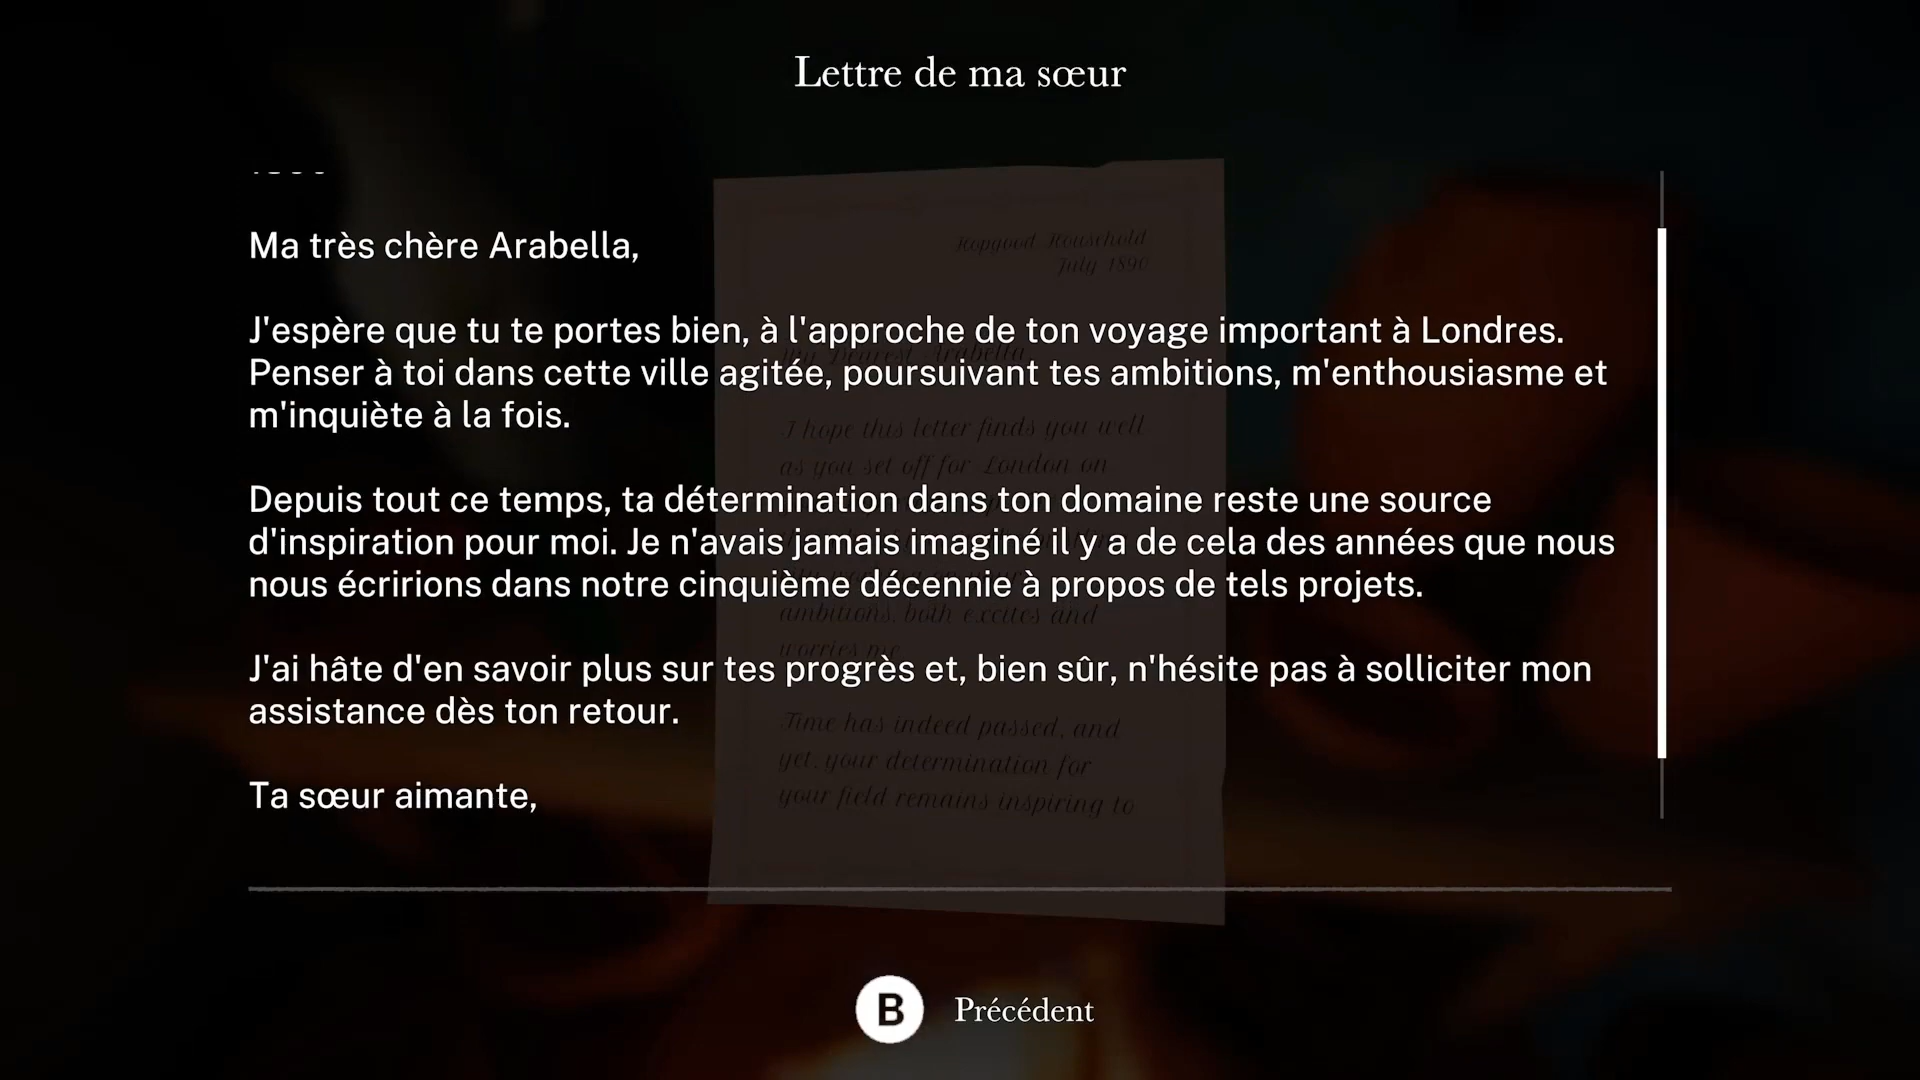 Lettre de ma sœur
Ma très chère Arabella,
J'espère que tu te portes bien, à l'approche de ton voyage important à Londres.
Penser à toi dans cette ville agitée, poursuivant tes ambitions, m'enthousiasme et
m'inquiète à la fois.
Depuis tout ce temps, ta détermination dans ton domaine reste une source
d'inspiration pour moi. Je n'avais jamais imaginé il y a de cela des années que nous
nous écririons dans notre cinquième décennie à propos de tels projets.
J'ai hâte d'en savoir plus sur tes progrès et, bien sûr, n'hésite pas à solliciter mon
assistance dès ton retour.
Ta sœur aimante,
Hopgood Household
July 1890
My Dearest Arabella
I hope this letter finds you well
as you set off for London on
ambitions, both excites and
worries me
Time has indeed passed, and
yet, your determination for
your field remains inspiring to
B Précédent